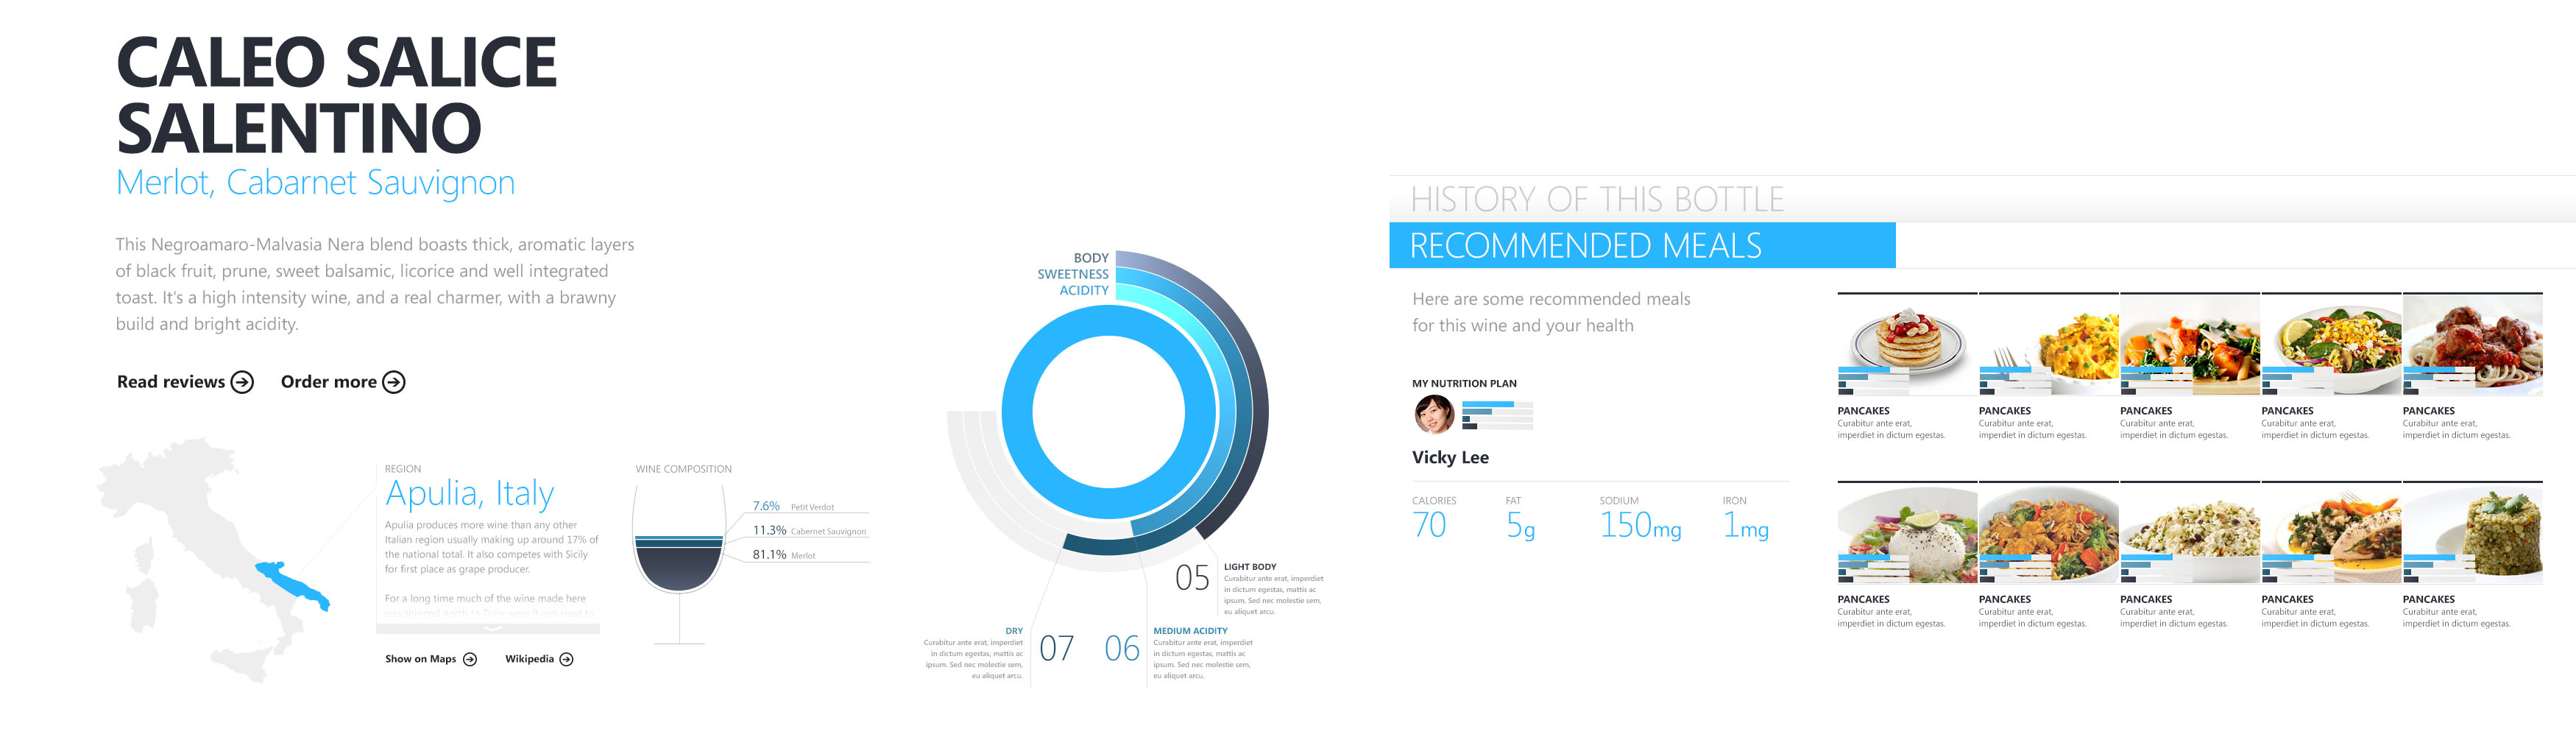 CALEO SALICE
SALENTINO
Merlot, Cabarnet Sauvignon
This Negroamaro-Malvasia Nera blend boasts thick, aromatic layers
of black fruit, prune, sweet balsamic, licorice and well integrated
toast. It's a high intensity wine, and a real charmer, with a brawny
build and bright acidity.
Read reviews
Order more
REGION
Apulia, Italy
Apulia produces more wine than any other
Italian region usually making up around 17% of
the national total. It also competes with Sicily
for first place as grape producer.
For a long time much of the wine made here
was shipped north to Turin were it was used to
Show on Maps
Wikipedia
WINE COMPOSITION
7.6% Petit Verdot
11.3% Cabernet Sauvignon
81.1% Merlot
BODY
SWEETNESS
ACIDITY
05
LIGHT BODY
Curabitur ante erat, imperdiet
in dictum egestas, mattis ac
ipsum. Sed nec molestie sem,
eu aliquet arcu.
DRY
Curabitur ante erat, imperdiet
in dictum egestas, mattis ac
ipsum. Sed nec molestie sem,
eu aliquet arcu.
07
06
MEDIUM ACIDITY
Curabitur ante erat, imperdiet
in dictum egestas, mattis ac
ipsum. Sed nec molestie sem,
eu aliquet arcu.
HISTORY OF THIS BOTTLE
RECOMMENDED MEALS
Here are some recommended meals
for this wine and your health
MY NUTRITION PLAN
Vicky Lee
CALORIES
70
FAT
5g
SODIUM
150mg
IRON
1mg
PANCAKES
Curabitur ante erat,
imperdiet in dictum egestas.
PANCAKES
Curabitur ante erat,
imperdiet in dictum egestas.
PANCAKES
Curabitur ante erat,
imperdiet in dictum egestas.
PANCAKES
Curabitur ante erat,
imperdiet in dictum egestas.
PANCAKES
Curabitur ante erat,
imperdiet in dictum egestas.
PANCAKES
Curabitur ante erat,
imperdiet in dictum egestas.
PANCAKES
Curabitur ante erat,
imperdiet in dictum egestas.
PANCAKES
Curabitur ante erat,
imperdiet in dictum egestas.
PANCAKES
Curabitur ante erat,
imperdiet in dictum egestas.
PANCAKES
Curabitur ante erat,
imperdiet in dictum egestas.